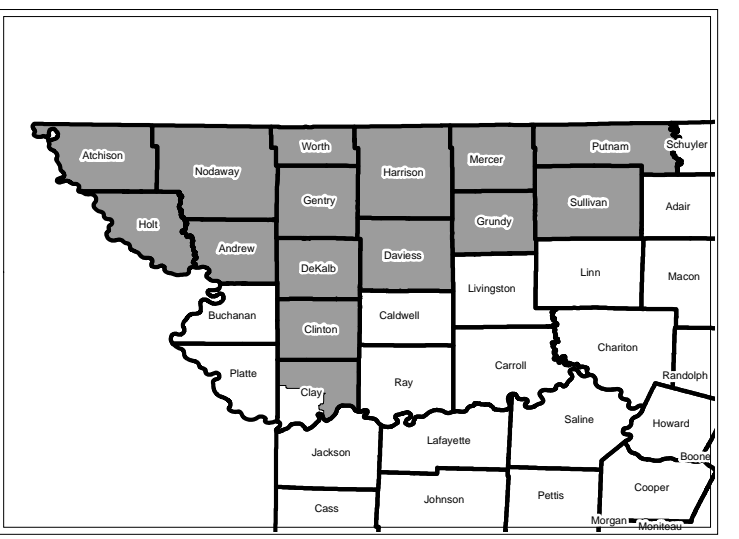 Worth
Putnam
Schuyler
Atchison
Nodaway
Harrison
Mercer
Gentry
Sullivan
Adair
Holt
Grundy
Andrew
DeKalb
Daviess
Linn
Macon
Livingston
Buchanan
Clinton
Caldwell
Chariton
Platte
Clay
Ray
Carroll
Randolph
Saline
Howard
Jackson
Lafayette
Boone
Cass
Johnson
Pettis
Cooper
Morgan
Moniteau